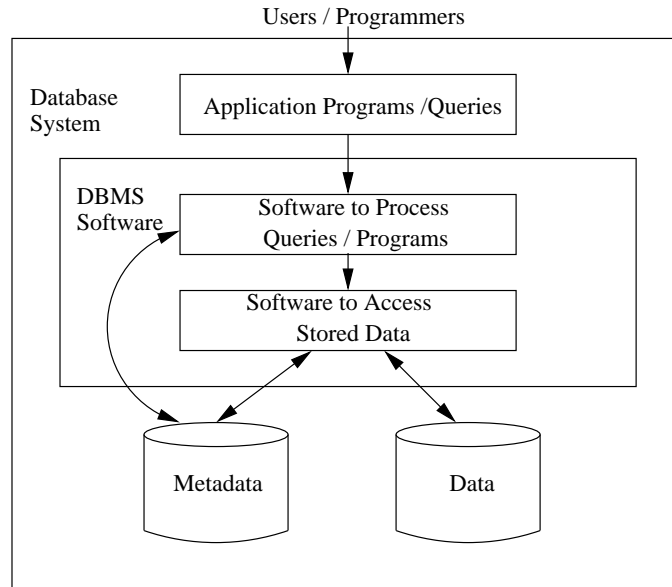 Users / Programmers
Database
System
Application Programs /Queries
DBMS
Software
Software to Process
Queries / Programs
Software to Access
Stored Data
Metadata
Data